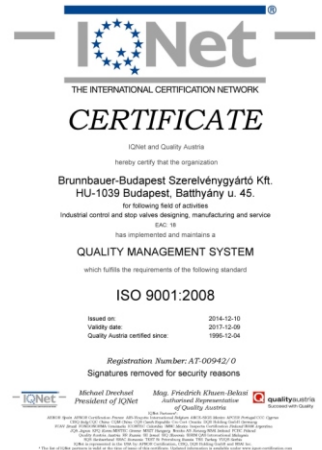 IQNet®
THE INTERNATIONAL CERTIFICATION NETWORK
CERTIFICATE
IQNet and Quality Austria
hereby certify that the organization
Brunnbauer-Budapest Szerelvénygyártó Kft.
HU-1039 Budapest, Batthyány u. 45.
for following field of activities
Industrial control and stop valves designing, manufacturing and service
EAC: 18
has implemented and maintains a
QUALITY MANAGEMENT SYSTEM
which fulfills the requirements of the following standard
ISO 9001:2008
Issued on: 2014-12-10
Validity date: 2017-12-09
Quality Austria certified since: 1996-12-04
Registration Number: AT-00942/0
Signatures removed for security reasons
IQNet
Michael Drechsel
President of IQNet
Mag. Friedrich Khuen-Belasi
Authorised Representative
of Quality Austria
qualityaustria
Succeed with Quality